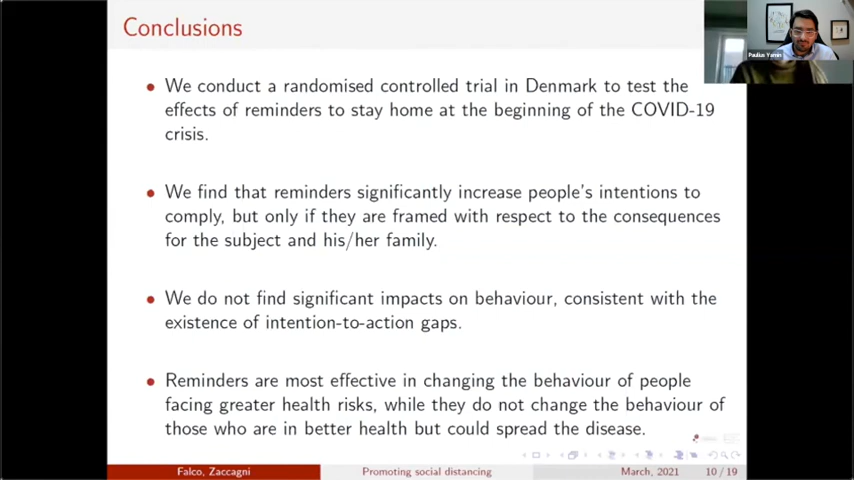 Conclusions
Paulius Yamin
We conduct a randomised controlled trial in Denmark to test the
effects of reminders to stay home at the beginning of the COVID-19
crisis.
We find that reminders significantly increase people's intentions to
comply, but only if they are framed with respect to the consequences
for the subject and his/her family.
We do not find significant impacts on behaviour, consistent with the
existence of intention-to-action gaps.
Reminders are most effective in changing the behaviour of people
facing greater health risks, while they do not change the behaviour of
those who are in better health but could spread the disease.
Falco, Zaccagni
Promoting social distancing
March, 2021
10 / 19